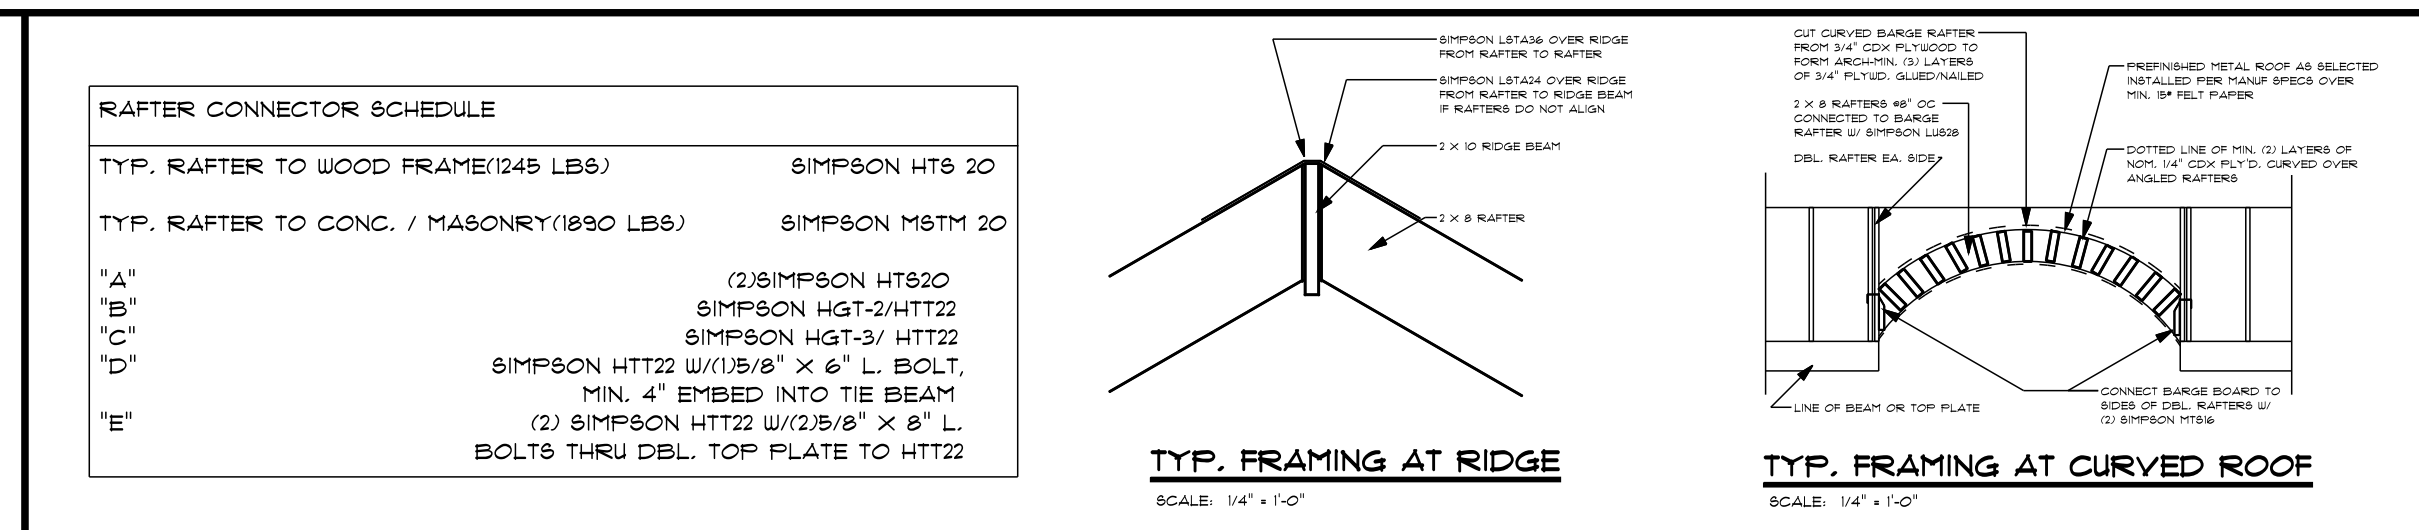 RAFTER CONNECTOR SCHEDULE
TYP. RAFTER TO WOOD FRAME(1245 LBS) SIMPSON HTS 20
TYP. RAFTER TO CONC. / MASONRY(1890 LBS) SIMPSON MSTM 20
"A" (2)SIMPSON HTS20
"B" SIMPSON HGT-2/HTT22
"C" SIMPSON HGT-3/ HTT22
"D" SIMPSON HTT22 W/(1)5/8" X 6" L. BOLT,
MIN. 4" EMBED INTO TIE BEAM
"E" (2) SIMPSON HTT22 W/(2)5/8" X 8" L.
BOLTS THRU DBL. TOP PLATE TO HTT22
SIMPSON LSTA36 OVER RIDGE
FROM RAFTER TO RAFTER
SIMPSON LSTA24 OVER RIDGE
FROM RAFTER TO RIDGE BEAM
IF RAFTERS DO NOT ALIGN
2 X 10 RIDGE BEAM
2 X 8 RAFTER
TYP. FRAMING AT RIDGE
SCALE: 1/4" = 1'-0"
CUT CURVED BARGE RAFTER
FROM 3/4" CDX PLYWOOD TO
FORM ARCH-MIN. (3) LAYERS
OF 3/4" PLYWD. GLUED/NAILED
2 X 8 RAFTERS @8" OC
CONNECTED TO BARGE
RAFTER W/ SIMPSON LUS28
DBL. RAFTER EA. SIDE
PREFINISHED METAL ROOF AS SELECTED
INSTALLED PER MANUF SPECS OVER
MIN. 15# FELT PAPER
DOTTED LINE OF MIN. (2) LAYERS OF
NOM. 1/4" CDX PLY'D. CURVED OVER
ANGLED RAFTERS
LINE OF BEAM OR TOP PLATE
CONNECT BARGE BOARD TO
SIDES OF DBL. RAFTERS W/
(2) SIMPSON MTS16
TYP. FRAMING AT CURVED ROOF
SCALE: 1/4" = 1'-0"